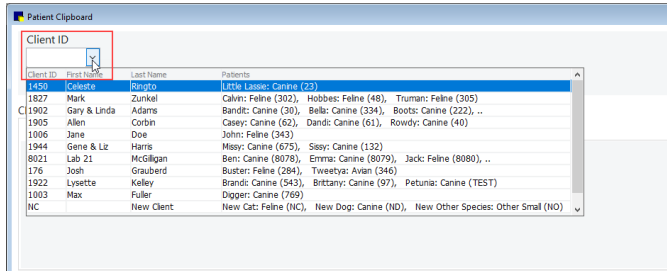 Patient Clipboard
Client ID
Client ID First Name Last Name Patients
1450 Celeste Ringto Little Lassie: Canine (23)
1827 Mark Zunkel Calvin: Feline (302), Hobbes: Feline (48), Truman: Feline (305)
Cl 1902 Gary & Linda Adams Bandit: Canine (30), Bella: Canine (334), Boots: Canine (222), ..
1905 Allen Corbin Casey: Canine (62), Dandi: Canine (61), Rowdy: Canine (40)
1006 Jane Doe John: Feline (343)
1944 Gene & Liz Harris Missy: Canine (675), Sissy: Canine (132)
8021 Lab 21 McGilligan Ben: Canine (8078), Emma: Canine (8079), Jack: Feline (8080), ..
176 Josh Grauberd Buster: Feline (284), Tweetya: Avian (346)
1922 Lysette Kelley Brandi: Canine (543), Brittany: Canine (97), Petunia: Canine (TEST)
1003 Max Fuller Digger: Canine (769)
NC New Client New Cat: Feline (NC), New Dog: Canine (ND), New Other Species: Other Small (NO)